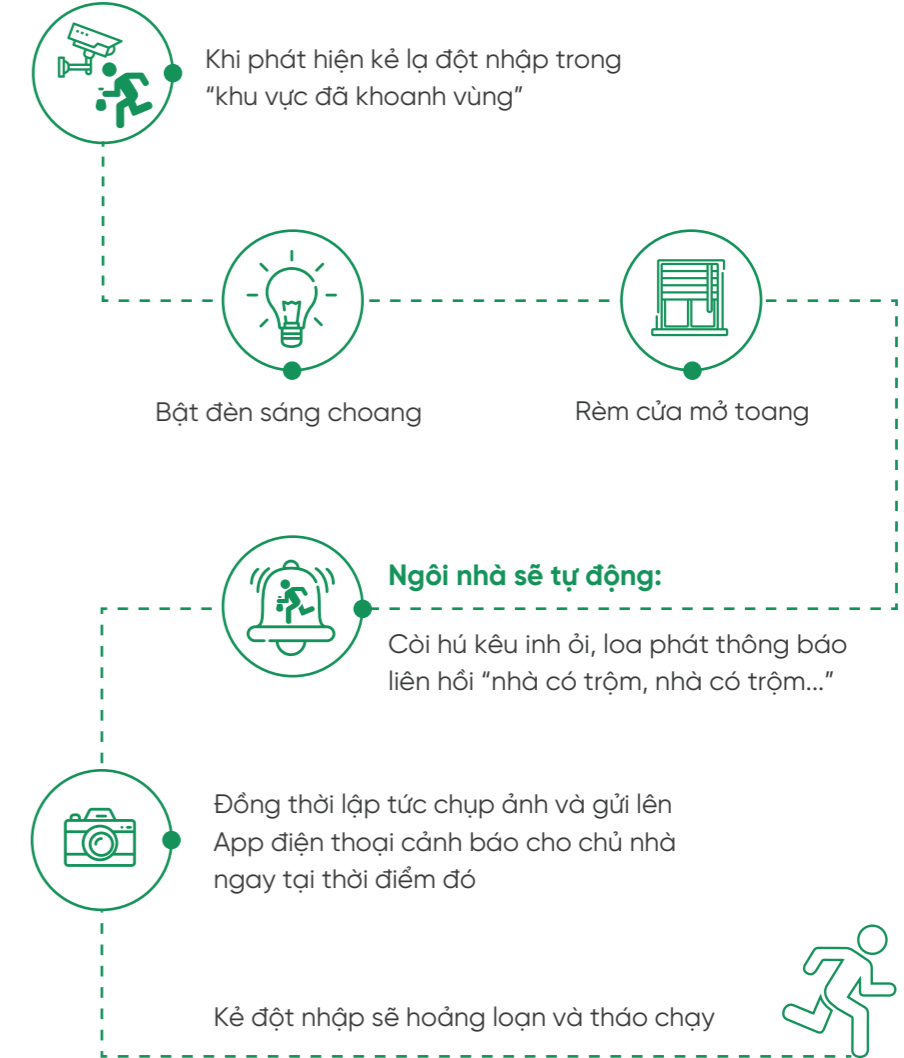 Khi phát hiện kẻ lạ đột nhập trong
“khu vực đã khoanh vùng”
Bật đèn sáng choang
Rèm cửa mở toang
Ngôi nhà sẽ tự động:
Còi hú kêu inh ỏi, loa phát thông báo
liên hồi “nhà có trộm, nhà có trộm...”
Đồng thời lập tức chụp ảnh và gửi lên
App điện thoại cảnh báo cho chủ nhà
ngay tại thời điểm đó
Kẻ đột nhập sẽ hoảng loạn và tháo chạy